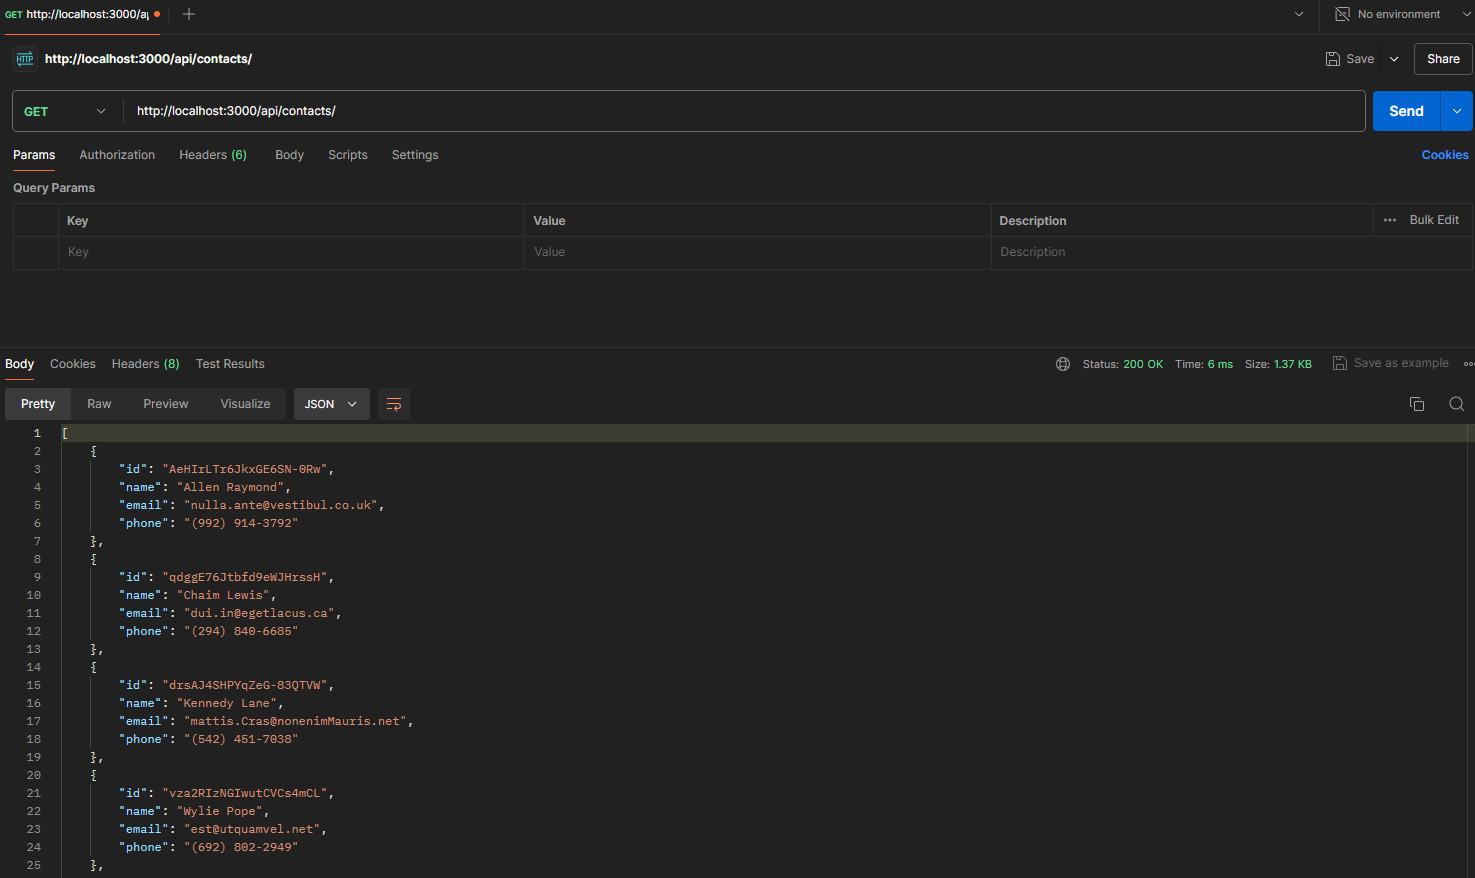 GET http://localhost:3000/a
No environment
HTTP http://localhost:3000/api/contacts/
Save
Share
GET http://localhost:3000/api/contacts/
Send
Params Authorization Headers (6) Body Scripts Settings
Cookies
Query Params
Key Value Description Bulk Edit
Key Value Description
Body Cookies Headers (8) Test Results
Status: 200 OK Time: 6 ms Size: 1.37 KB Save as example
Pretty Raw Preview Visualize JSON
1 [
2 {
3 "id": "AeHIrLTr6JkxGE6SN-0Rw",
4 "name": "Allen Raymond",
5 "email": "nulla.ante@vestibul.co.uk",
6 "phone": "(992) 914-3792"
7 },
8 {
9 "id": "qdggE76Jtbfd9eWJHrssH",
10 "name": "Chaim Lewis",
11 "email": "dui.in@egetlacus.ca",
12 "phone": "(294) 840-6685"
13 },
14 {
15 "id": "drsAJ4SHPYqZeG-83QTVW",
16 "name": "Kennedy Lane",
17 "email": "mattis.Cras@nonenimMauris.net",
18 "phone": "(542) 451-7038"
19 },
20 {
21 "id": "vza2RIzNGIwutCVCs4mCL",
22 "name": "Wylie Pope",
23 "email": "est@utquamvel.net",
24 "phone": "(692) 802-2949"
25 },